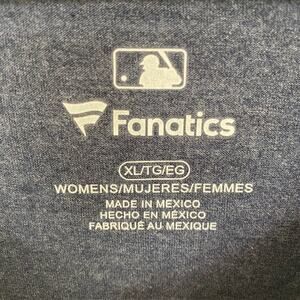 Fanatics
XL/TG/EG
WOMENS/MUJERES/FEMMES
MADE IN MEXICO
HECHO EN MÉXICO
FABRIQUÉ AU MEXIQUE